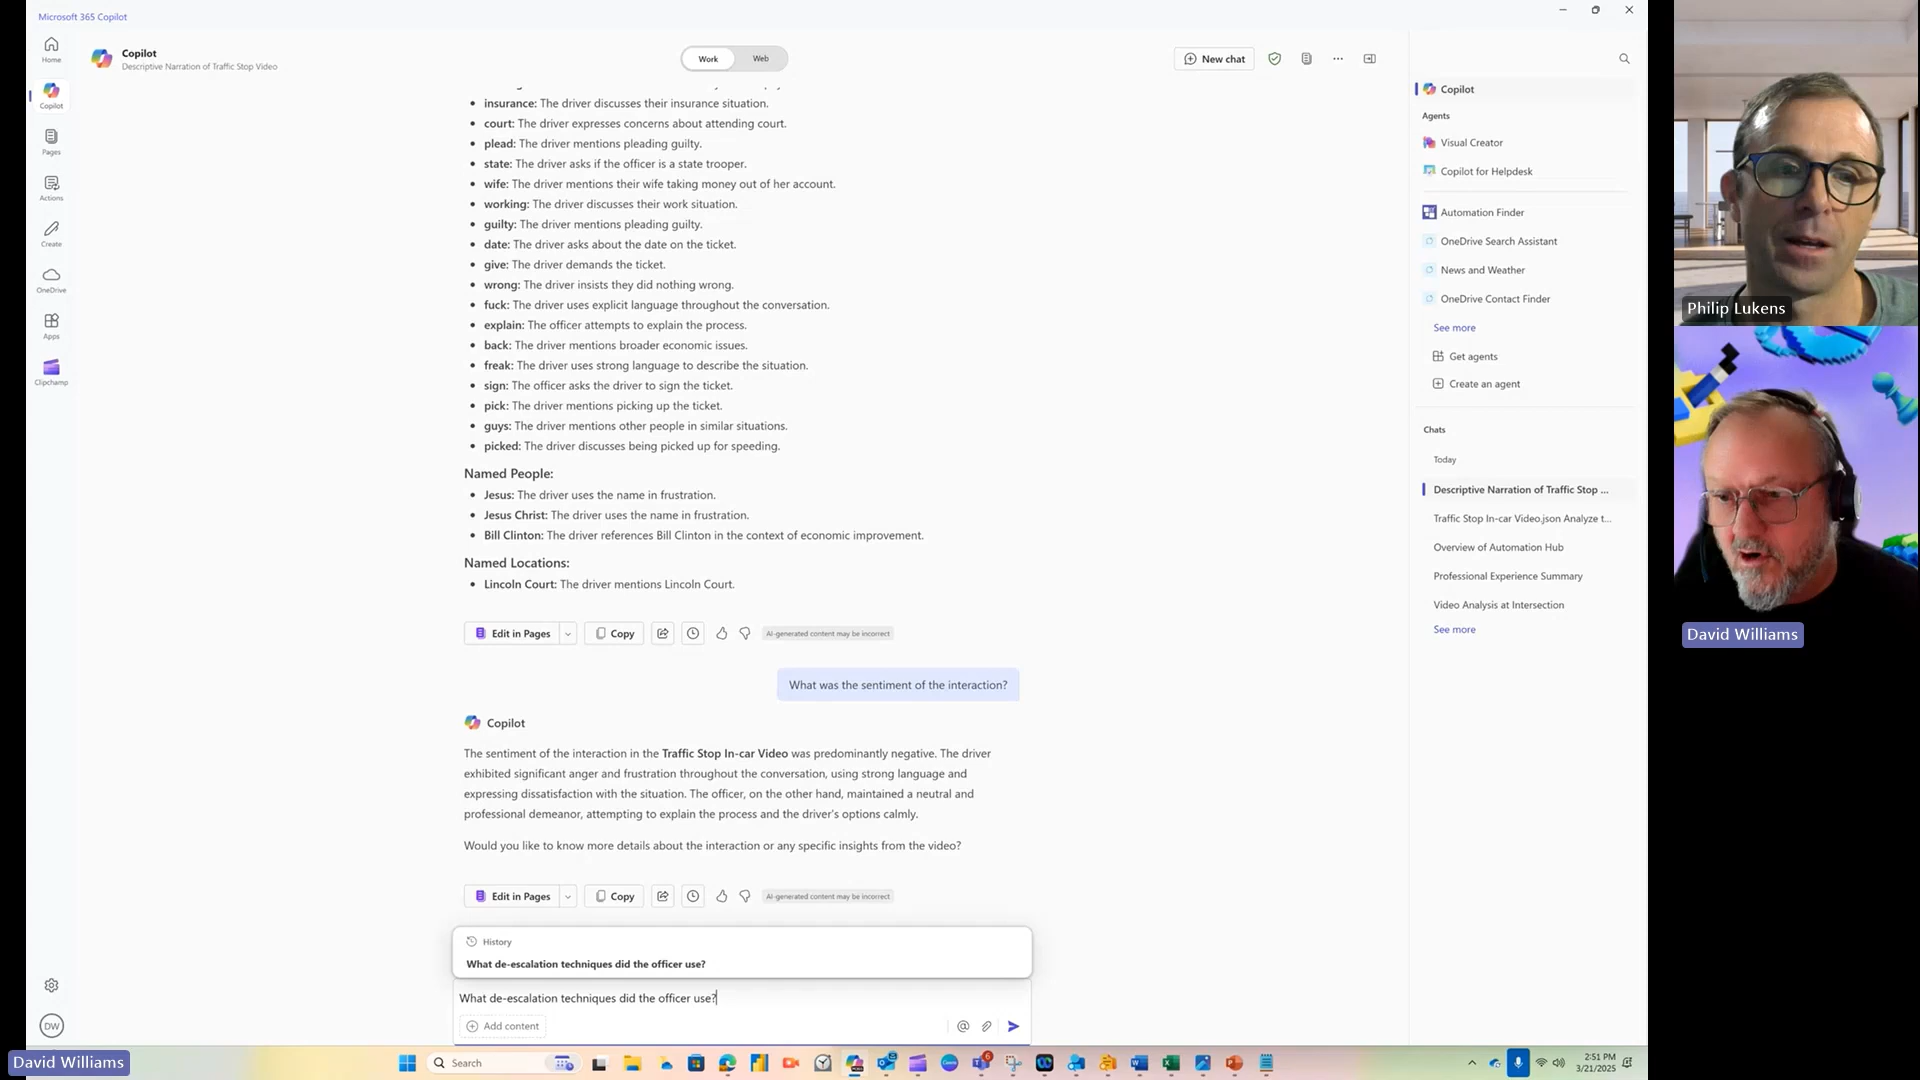 Microsoft 365 Copilot
Home
Copilot
Pages
Actions
Create
OneDrive
Apps
Clipchamp
DW
Copilot
Descriptive Narration of Traffic Stop Video
Work
Web
New chat
insurance: The driver discusses their insurance situation.
court: The driver expresses concerns about attending court.
plead: The driver mentions pleading guilty.
state: The driver asks if the officer is a state trooper.
wife: The driver mentions their wife taking money out of her account.
working: The driver discusses their work situation.
guilty: The driver mentions pleading guilty.
date: The driver asks about the date on the ticket.
give: The driver demands the ticket.
wrong: The driver insists they did nothing wrong.
fuck: The driver uses explicit language throughout the conversation.
explain: The officer attempts to explain the process.
back: The driver mentions broader economic issues.
freak: The driver uses strong language to describe the situation.
sign: The officer asks the driver to sign the ticket.
pick: The driver mentions picking up the ticket.
guys: The driver mentions other people in similar situations.
picked: The driver discusses being picked up for speeding.
Named People:
Jesus: The driver uses the name in frustration.
Jesus Christ: The driver uses the name in frustration.
Bill Clinton: The driver references Bill Clinton in the context of economic improvement.
Named Locations:
Lincoln Court: The driver mentions Lincoln Court.
Edit in Pages
Copy
AI-generated content may be incorrect
What was the sentiment of the interaction?
Copilot
The sentiment of the interaction in the Traffic Stop In-car Video was predominantly negative. The driver
exhibited significant anger and frustration throughout the conversation, using strong language and
expressing dissatisfaction with the situation. The officer, on the other hand, maintained a neutral and
professional demeanor, attempting to explain the process and the driver's options calmly.
Would you like to know more details about the interaction or any specific insights from the video?
Edit in Pages
Copy
AI-generated content may be incorrect
History
What de-escalation techniques did the officer use?
What de-escalation techniques did the officer use?
Add content
Copilot
Agents
Visual Creator
Copilot for Helpdesk
Automation Finder
OneDrive Search Assistant
News and Weather
OneDrive Contact Finder
See more
Get agents
Create an agent
Chats
Today
Descriptive Narration of Traffic Stop ...
Traffic Stop In-car Video.json Analyze t...
Overview of Automation Hub
Professional Experience Summary
Video Analysis at Intersection
See more
Philip Lukens
David Williams
David Williams
Search
6
2:51 PM
3/21/2025